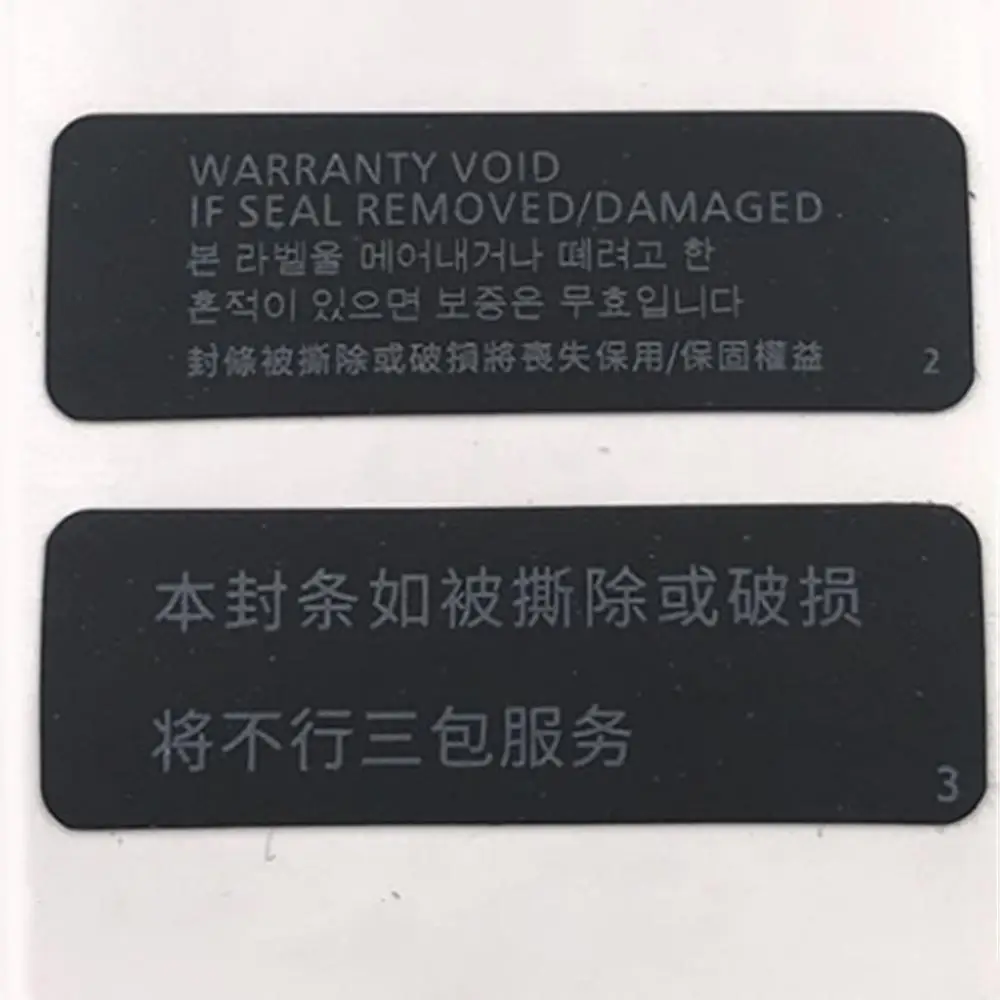 WARRANTY VOID
IF SEAL REMOVED/DAMAGED
본 라벨울 메어내거나 떼려고 한
흔적이 있으면 보증은 무효입니다
封條被撕除或破損將喪失保用/保固權益
2
本封条如被撕除或破损
将不行三包服务
3